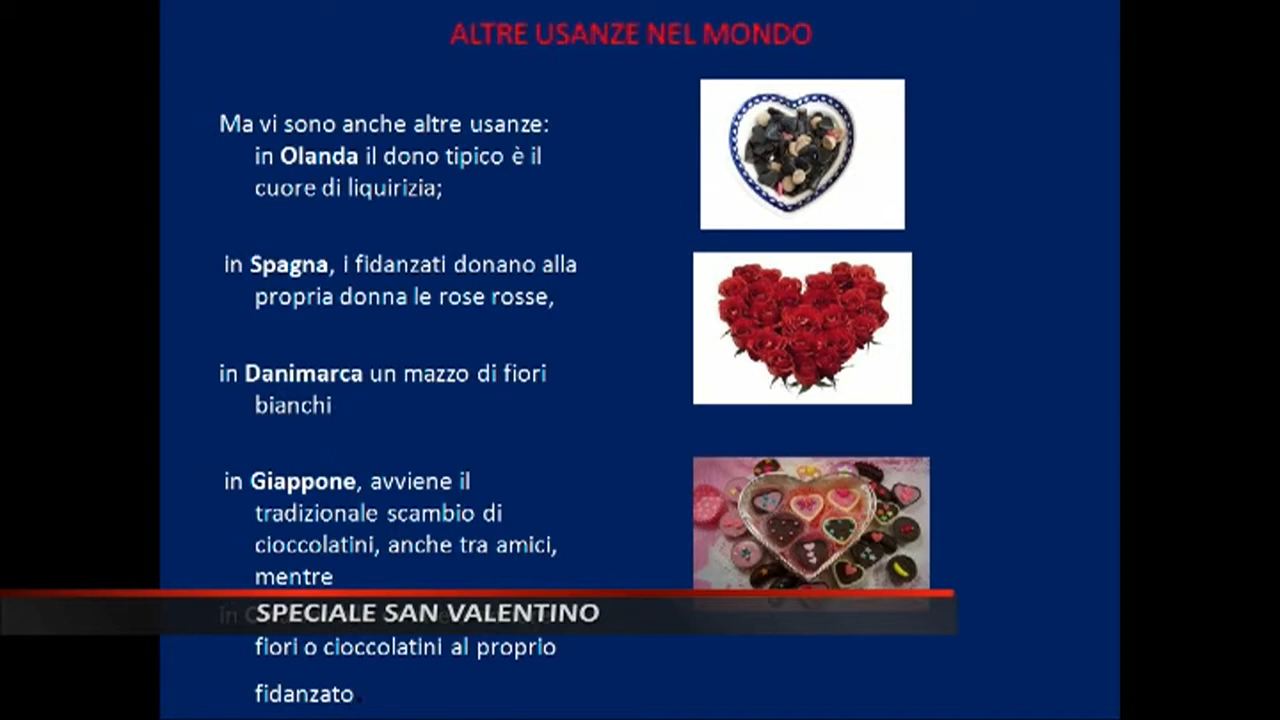 ALTRE USANZE NEL MONDO
Ma vi sono anche altre usanze:
in Olanda il dono tipico è il
cuore di liquirizia;
in Spagna, i fidanzati donano alla
propria donna le rose rosse,
in Danimarca un mazzo di fiori
bianchi
in Giappone, avviene il
tradizionale scambio di
cioccolatini, anche tra amici,
mentre
in
SPECIALE SAN VALENTINO
fiori o cioccolatini al proprio
fidanzato.